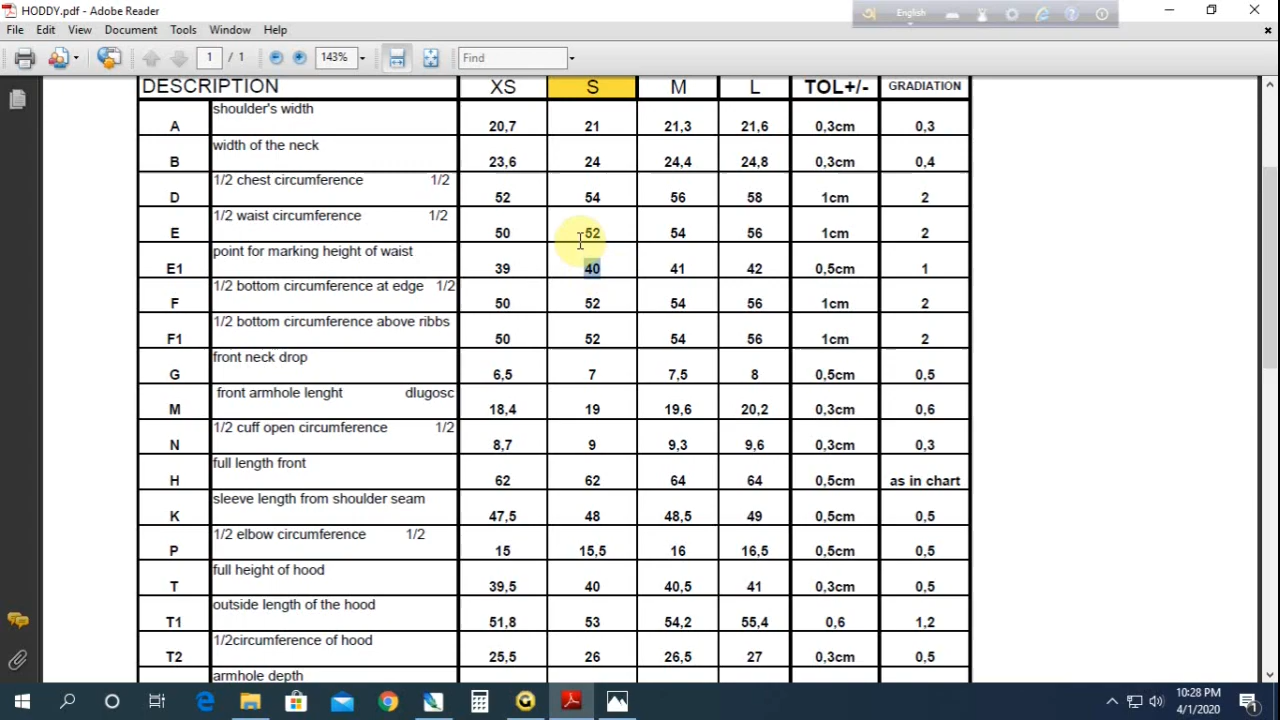 HODDY.pdf - Adobe Reader
English
File Edit View Document Tools Window Help
1 / 1 143% Find
DESCRIPTION XS S M L TOL+/- GRADIATION
A shoulder's width 20,7 21 21,3 21,6 0,3cm 0,3
B width of the neck 23,6 24 24,4 24,8 0,3cm 0,4
D 1/2 chest circumference 1/2 52 54 56 58 1cm 2
E 1/2 waist circumference 1/2 50 52 54 56 1cm 2
E1 point for marking height of waist 39 40 41 42 0,5cm 1
F 1/2 bottom circumference at edge 1/2 50 52 54 56 1cm 2
F1 1/2 bottom circumference above ribbs 50 52 54 56 1cm 2
G front neck drop 6,5 7 7,5 8 0,5cm 0,5
M front armhole lenght dlugosc 18,4 19 19,6 20,2 0,3cm 0,6
N 1/2 cuff open circumference 1/2 8,7 9 9,3 9,6 0,3cm 0,3
H full length front 62 62 64 64 0,5cm as in chart
K sleeve length from shoulder seam 47,5 48 48,5 49 0,5cm 0,5
P 1/2 elbow circumference 1/2 15 15,5 16 16,5 0,5cm 0,5
T full height of hood 39,5 40 40,5 41 0,3cm 0,5
T1 outside length of the hood 51,8 53 54,2 55,4 0,6 1,2
T2 1/2circumference of hood 25,5 26 26,5 27 0,3cm 0,5
armhole depth
10:28 PM
4/1/2020
1